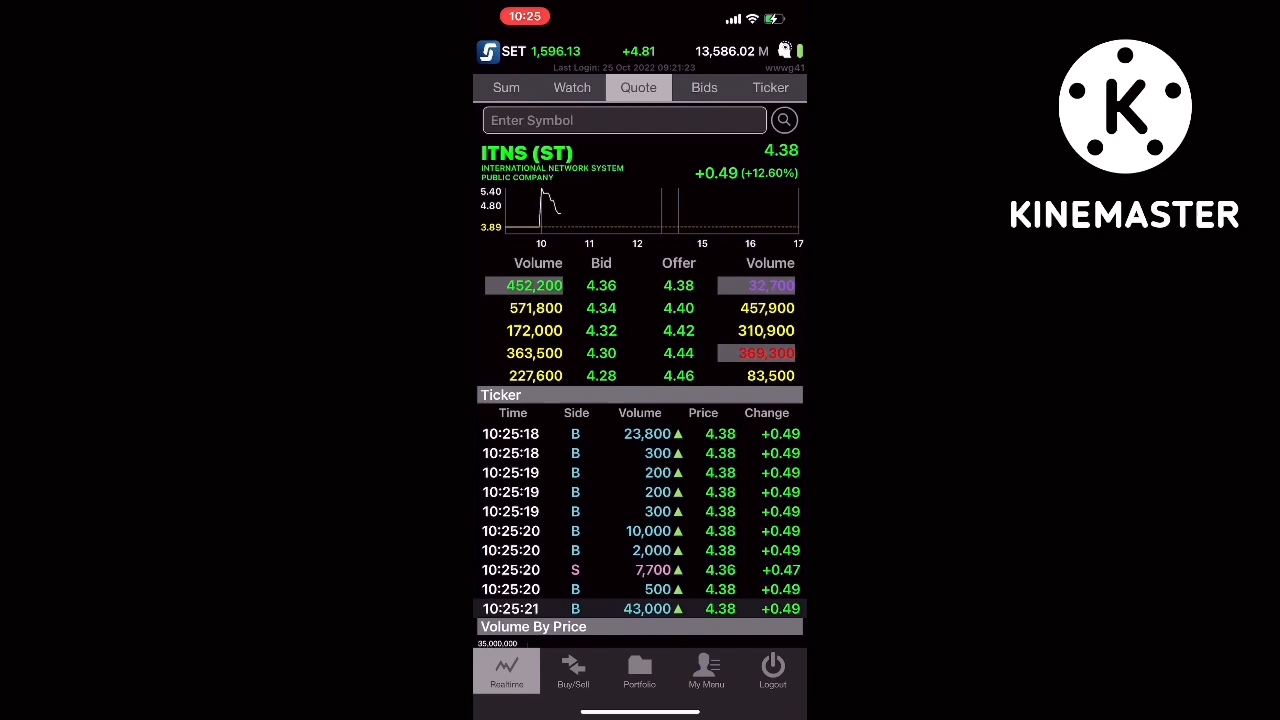 10:25
SET 1,596.13 +4.81 13,586.02 M
Last Login: 25 Oct 2022 09:21:23 wwwg41
Sum Watch Quote Bids Ticker
Enter Symbol
ITNS (ST) 4.38
INTERNATIONAL NETWORK SYSTEM
PUBLIC COMPANY
+0.49 (+12.60%)
5.40
4.80
3.89
10 11 12 15 16 17
Volume Bid Offer Volume
452,200 4.36 4.38 32,700
571,800 4.34 4.40 457,900
172,000 4.32 4.42 310,900
363,500 4.30 4.44 369,300
227,600 4.28 4.46 83,500
Ticker
Time Side Volume Price Change
10:25:18 B 23,800 4.38 +0.49
10:25:18 B 300 4.38 +0.49
10:25:19 B 200 4.38 +0.49
10:25:19 B 200 4.38 +0.49
10:25:19 B 300 4.38 +0.49
10:25:20 B 10,000 4.38 +0.49
10:25:20 B 2,000 4.38 +0.49
10:25:20 S 7,700 4.36 +0.47
10:25:20 B 500 4.38 +0.49
10:25:21 B 43,000 4.38 +0.49
Volume By Price
35,000,000
Realtime Buy/Sell Portfolio My Menu Logout
K
KINEMASTER